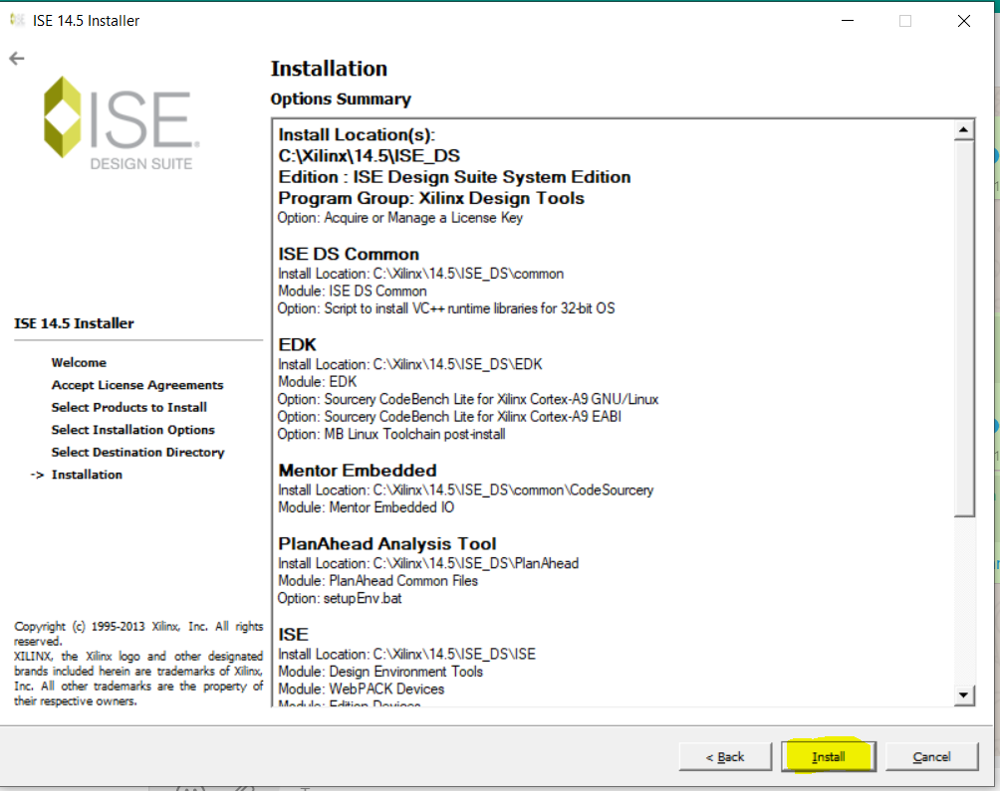 ISE 14.5 Installer
ISE
DESIGN SUITE
ISE 14.5 Installer
Welcome
Accept License Agreements
Select Products to Install
Select Installation Options
Select Destination Directory
-> Installation
Copyright (c) 1995-2013 Xilinx, Inc. All rights
reserved.
XILINX, the Xilinx logo and other designated
brands included herein are trademarks of Xilinx,
Inc. All other trademarks are the property of
their respective owners.
Installation
Options Summary
Install Location(s):
C:\Xilinx\14.5\ISE_DS
Edition : ISE Design Suite System Edition
Program Group: Xilinx Design Tools
Option: Acquire or Manage a License Key
ISE DS Common
Install Location: C:\Xilinx\14.5\ISE_DS\common
Module: ISE DS Common
Option: Script to install VC++ runtime libraries for 32-bit OS
EDK
Install Location: C:\Xilinx\14.5\ISE_DS\EDK
Module: EDK
Option: Sourcery CodeBench Lite for Xilinx Cortex-A9 GNU/Linux
Option: Sourcery CodeBench Lite for Xilinx Cortex-A9 EABI
Option: MB Linux Toolchain post-install
Mentor Embedded
Install Location: C:\Xilinx\14.5\ISE_DS\common\CodeSourcery
Module: Mentor Embedded IO
PlanAhead Analysis Tool
Install Location: C:\Xilinx\14.5\ISE_DS\PlanAhead
Module: PlanAhead Common Files
Option: setupEnv.bat
ISE
Install Location: C:\Xilinx\14.5\ISE_DS\ISE
Module: Design Environment Tools
Module: WebPACK Devices
Module: Edition Devices
< Back
Install
Cancel